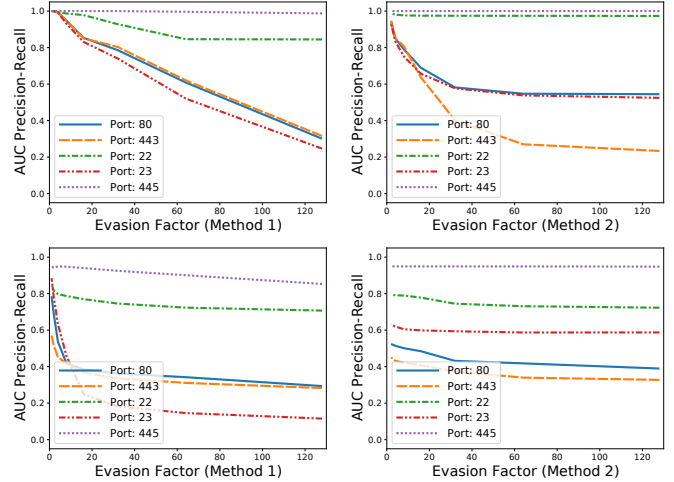 AUC Precision-Recall
1.0
0.8
0.6
0.4
0.2
0.0
Port: 80
Port: 443
Port: 22
Port: 23
Port: 445
0 20 40 60 80 100 120
Evasion Factor (Method 1)
AUC Precision-Recall
1.0
0.8
0.6
0.4
0.2
0.0
Port: 80
Port: 443
Port: 22
Port: 23
Port: 445
0 20 40 60 80 100 120
Evasion Factor (Method 2)
AUC Precision-Recall
1.0
0.8
0.6
0.4
0.2
0.0
Port: 80
Port: 443
Port: 22
Port: 23
Port: 445
0 20 40 60 80 100 120
Evasion Factor (Method 1)
AUC Precision-Recall
1.0
0.8
0.6
0.4
0.2
0.0
Port: 80
Port: 443
Port: 22
Port: 23
Port: 445
0 20 40 60 80 100 120
Evasion Factor (Method 2)